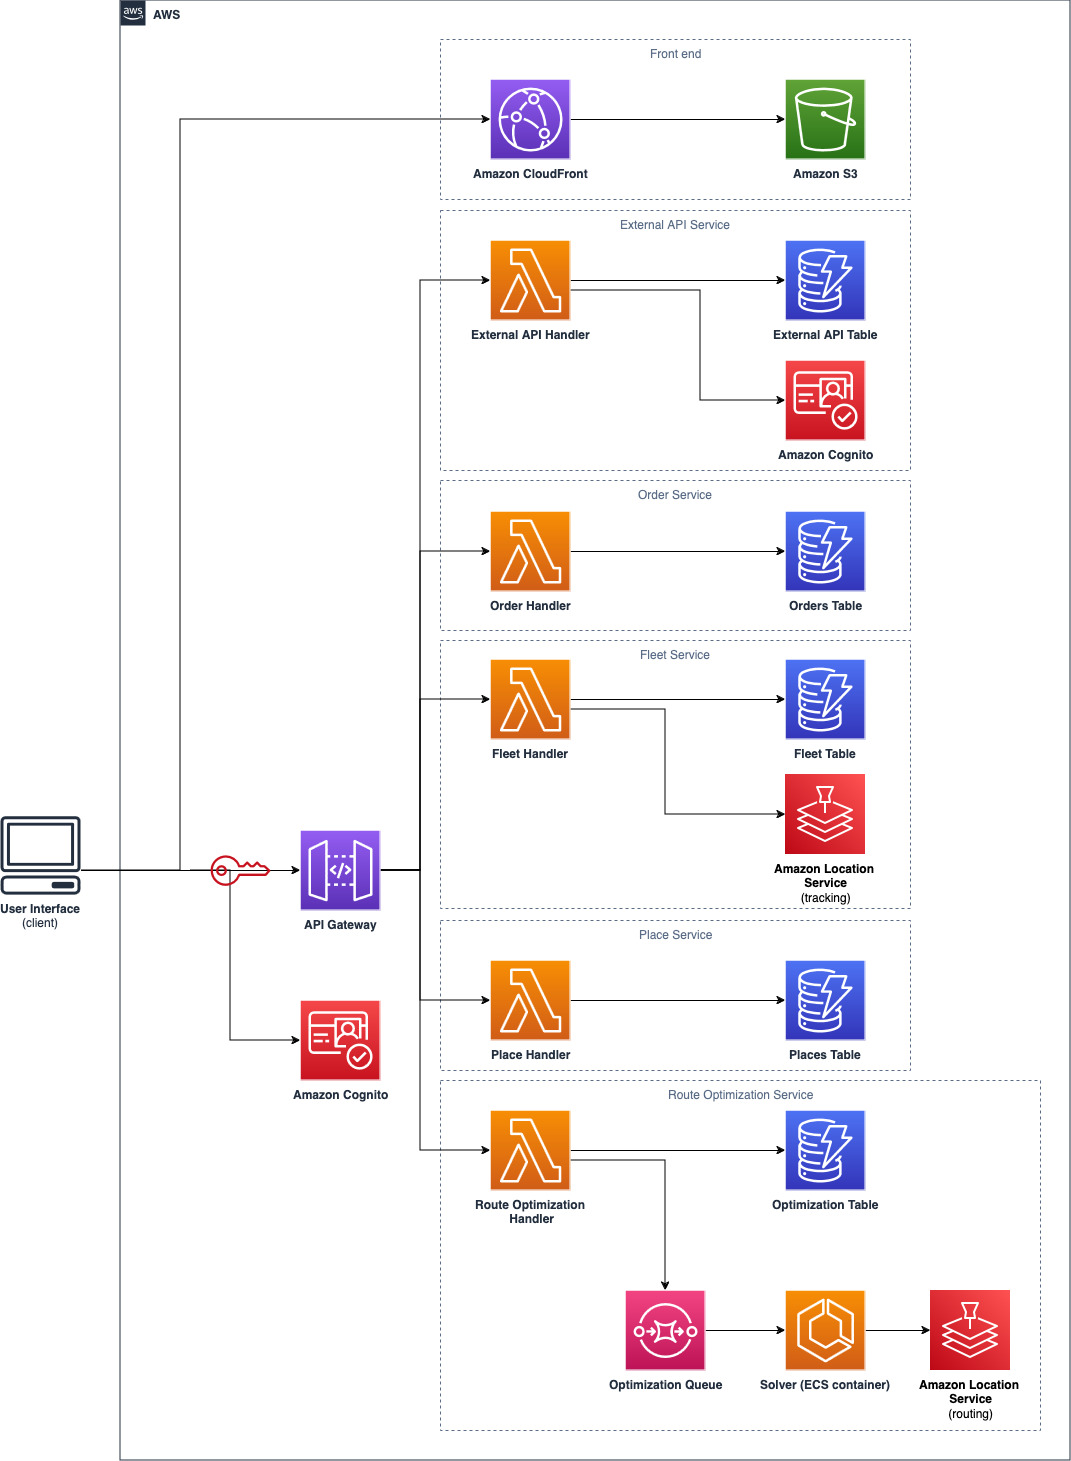 aws
AWS
Front end
Amazon CloudFront
Amazon S3
External API Service
External API Handler
External API Table
Amazon Cognito
Order Service
Order Handler
Orders Table
Fleet Service
Fleet Handler
Fleet Table
Amazon Location
Service
(tracking)
User Interface
(client)
</>
API Gateway
Amazon Cognito
Place Service
Place Handler
Places Table
Route Optimization Service
Route Optimization
Handler
Optimization Table
Optimization Queue
Solver (ECS container)
Amazon Location
Service
(routing)